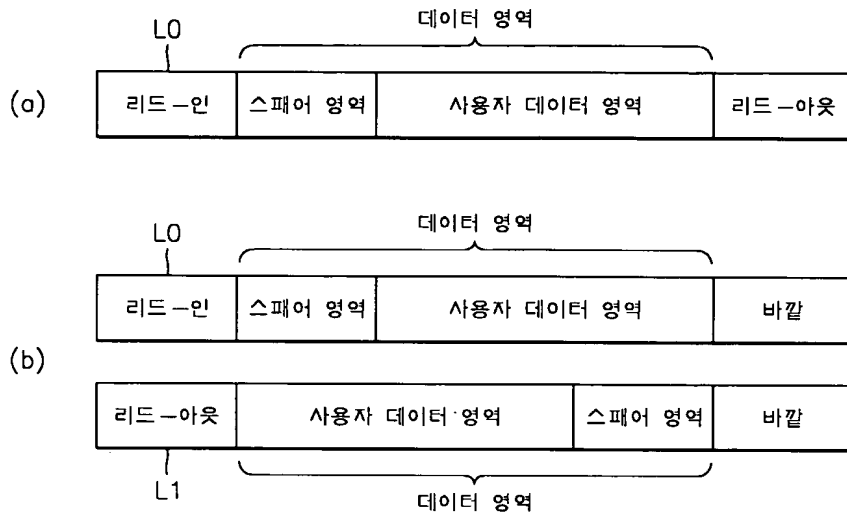 데이터 영역
L0
(a)
리드-인 스패어 영역 사용자 데이터 영역 리드-아웃
데이터 영역
L0
리드-인 스패어 영역 사용자 데이터 영역 바깥
(b)
리드-아웃 사용자 데이터 영역 스패어 영역 바깥
L1
데이터 영역